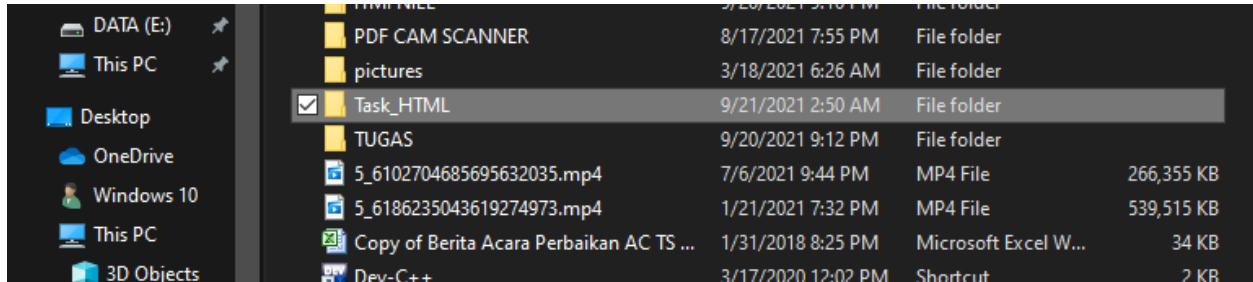 DATA (E:)
This PC
Desktop
OneDrive
Windows 10
This PC
3D Objects
PDF CAM SCANNER 8/17/2021 7:55 PM File folder
pictures 3/18/2021 6:26 AM File folder
Task_HTML 9/21/2021 2:50 AM File folder
TUGAS 9/20/2021 9:12 PM File folder
5_6102704685695632035.mp4 7/6/2021 9:44 PM MP4 File 266,355 KB
5_6186235043619274973.mp4 1/21/2021 7:32 PM MP4 File 539,515 KB
Copy of Berita Acara Perbaikan AC TS ... 1/31/2018 8:25 PM Microsoft Excel W... 34 KB
Dev-C++ 3/17/2020 12:02 PM Shortcut 2 KB